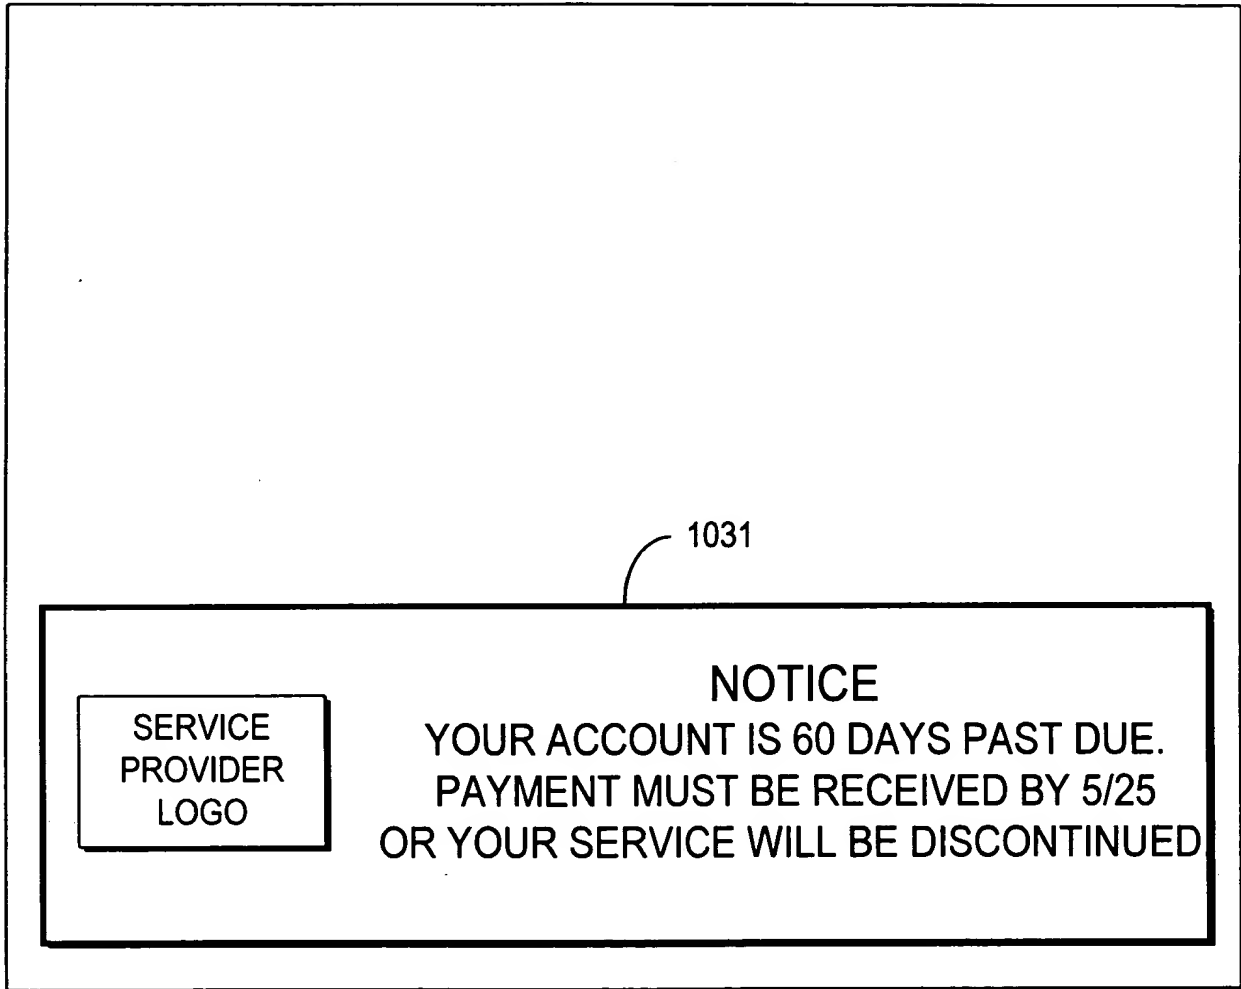 1031
NOTICE
YOUR ACCOUNT IS 60 DAYS PAST DUE.
PAYMENT MUST BE RECEIVED BY 5/25
OR YOUR SERVICE WILL BE DISCONTINUED
SERVICE
PROVIDER
LOGO